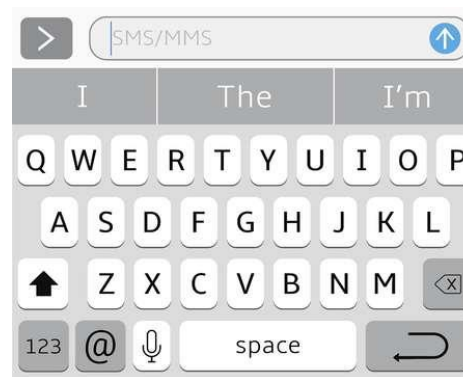 SMS/MMS
I The I'm
Q W E R T Y U I O P
A S D F G H J K L
Z X C V B N M
123 @ space